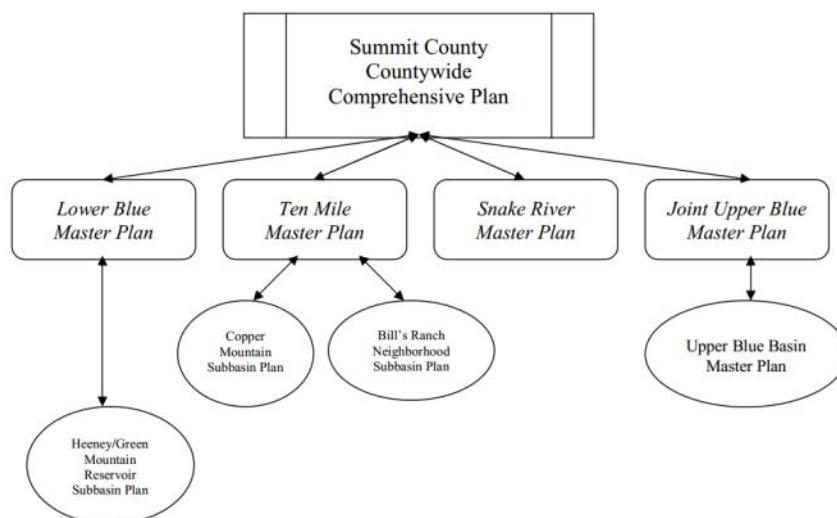 Summit County
Countywide
Comprehensive Plan
Lower Blue
Master Plan
Ten Mile
Master Plan
Snake River
Master Plan
Joint Upper Blue
Master Plan
Copper
Mountain
Subbasin Plan
Bill's Ranch
Neighborhood
Subbasin Plan
Upper Blue Basin
Master Plan
Heeney/Green
Mountain
Reservoir
Subbasin Plan